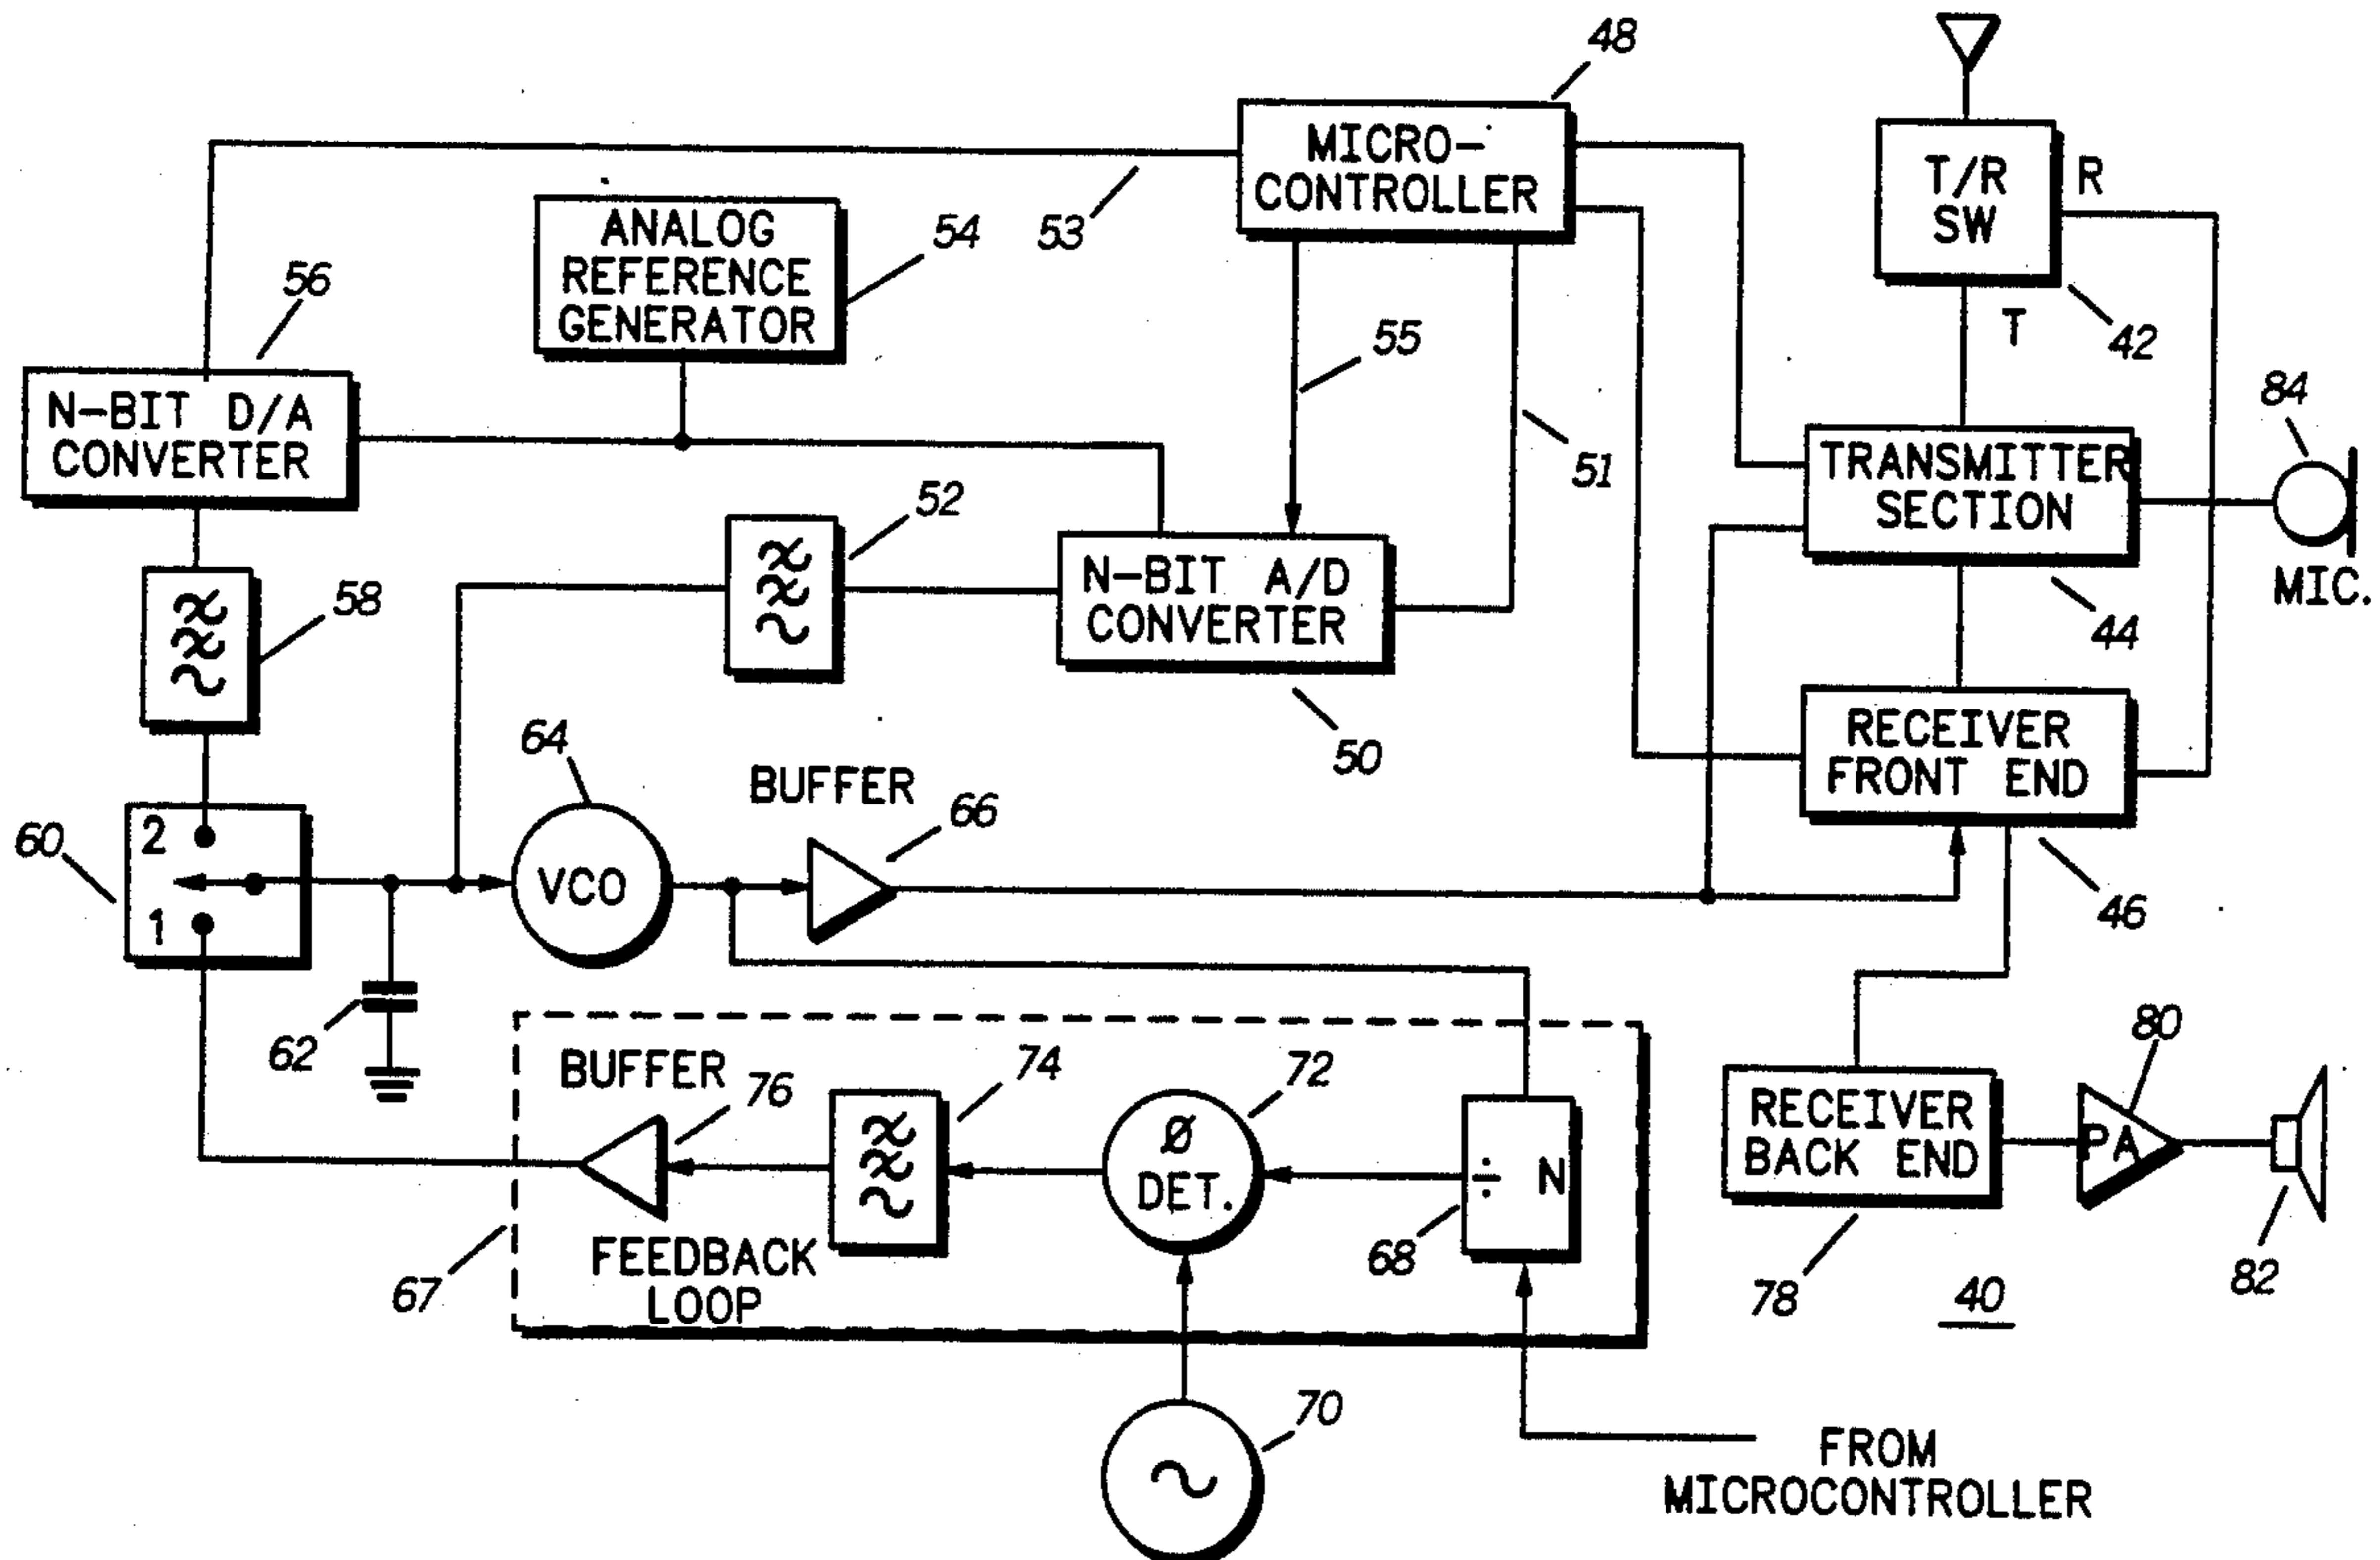 48
MICRO-
CONTROLLER
T/R
SW
R
T
42
53
ANALOG
REFERENCE
GENERATOR
54
56
55
N-BIT D/A
CONVERTER
51
84
TRANSMITTER
SECTION
MIC.
44
52
N-BIT A/D
CONVERTER
50
58
RECEIVER
FRONT END
46
64
BUFFER
66
60
2
1
VCO
62
BUFFER
76
74
72
Ø
DET.
÷ N
68
FEEDBACK
LOOP
67
80
RECEIVER
BACK END
PA
78
40
82
70
FROM
MICROCONTROLLER